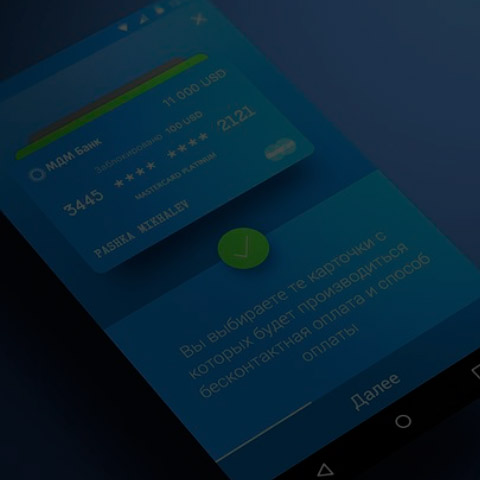 11 000 USD
МДМ Банк
Заблокировано 100 USD
3445 **** **** 2121
MASTERCARD PLATINUM
PASHKA MIKHALEV
Вы выбираете те карточки с
которых будет производиться
бесконтактная оплата и способ
оплаты
Далее